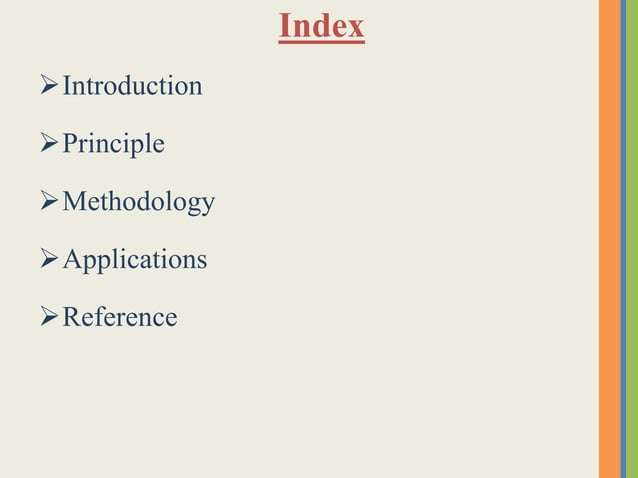 Index
➢Introduction
➢Principle
➢Methodology
➢Applications
➢Reference